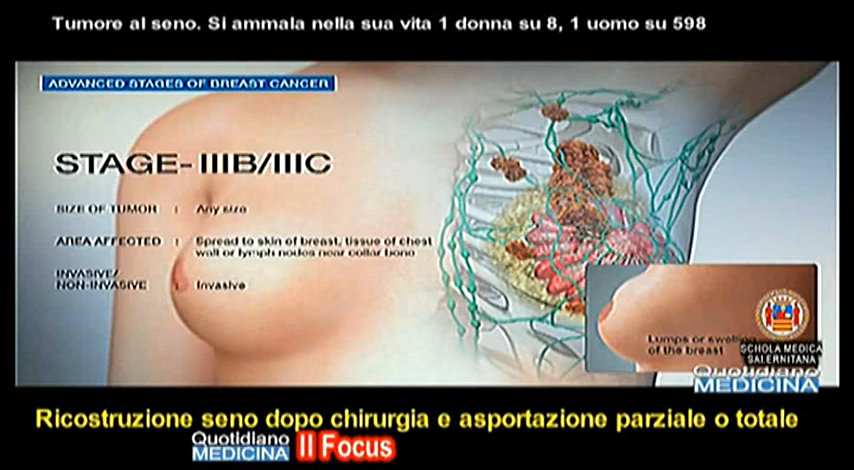 Tumore al seno. Si ammala nella sua vita 1 donna su 8, 1 uomo su 598
ADVANCED STAGES OF BREAST CANCER
STAGE- IIIB/IIIC
SIZE OF TUMOR : Any size
AREA AFFECTED : Spread to skin of breast, tissue of chest
wall or lymph nodes near collar bone
INVASIVE/
NON-INVASIVE : Invasive
Lumps or swelling
of the breast
SCHOLA MEDICA
SALERNITANA
Quotidiano
MEDICINA
Ricostruzione seno dopo chirurgia e asportazione parziale o totale
Quotidiano
MEDICINA
Il Focus